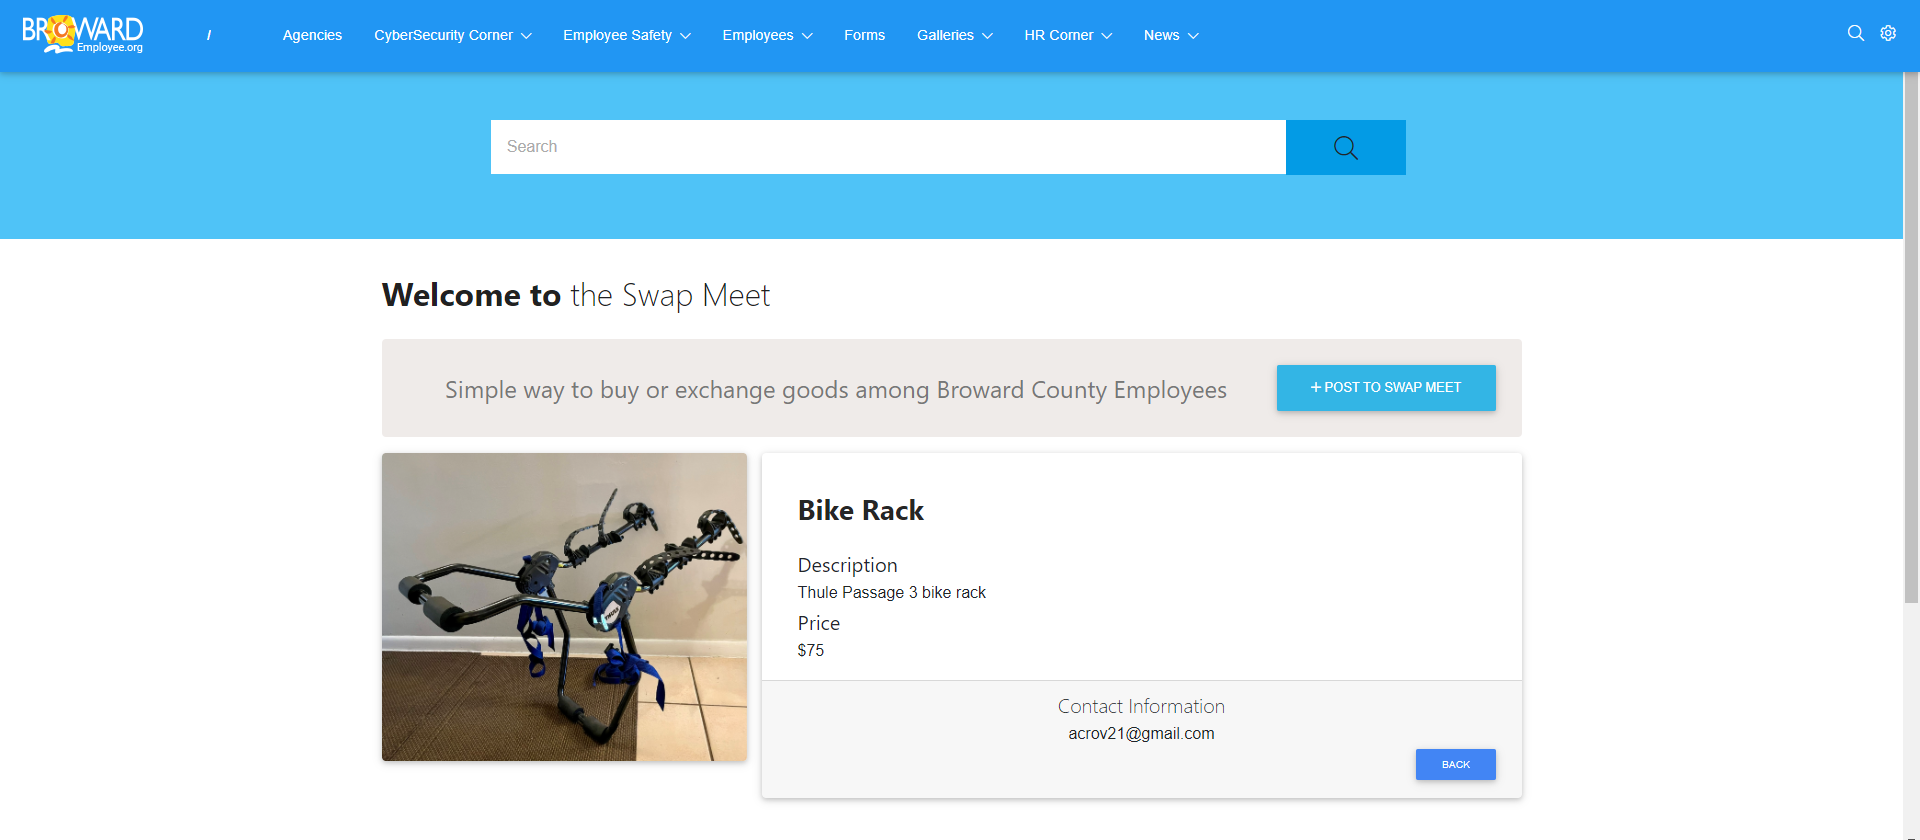 BROWARD
Employee.org
/
Agencies
CyberSecurity Corner
Employee Safety
Employees
Forms
Galleries
HR Corner
News
Search
Welcome to the Swap Meet
Simple way to buy or exchange goods among Broward County Employees
+ POST TO SWAP MEET
THULE
Bike Rack
Description
Thule Passage 3 bike rack
Price
$75
Contact Information
acrov21@gmail.com
BACK